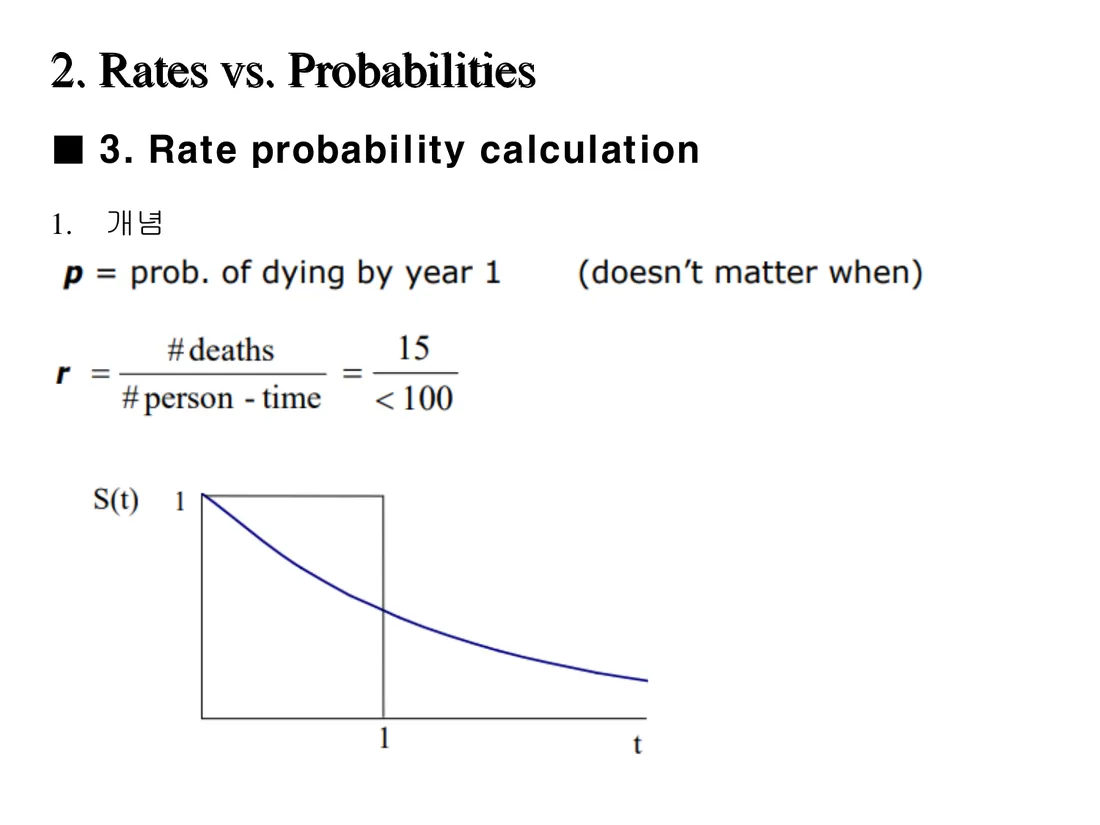 2. Rates vs. Probabilities
■ 3. Rate probability calculation
1. 개념
p = prob. of dying by year 1 (doesn't matter when)
r = # deaths / # person - time = 15 / < 100
S(t) 1
1 t